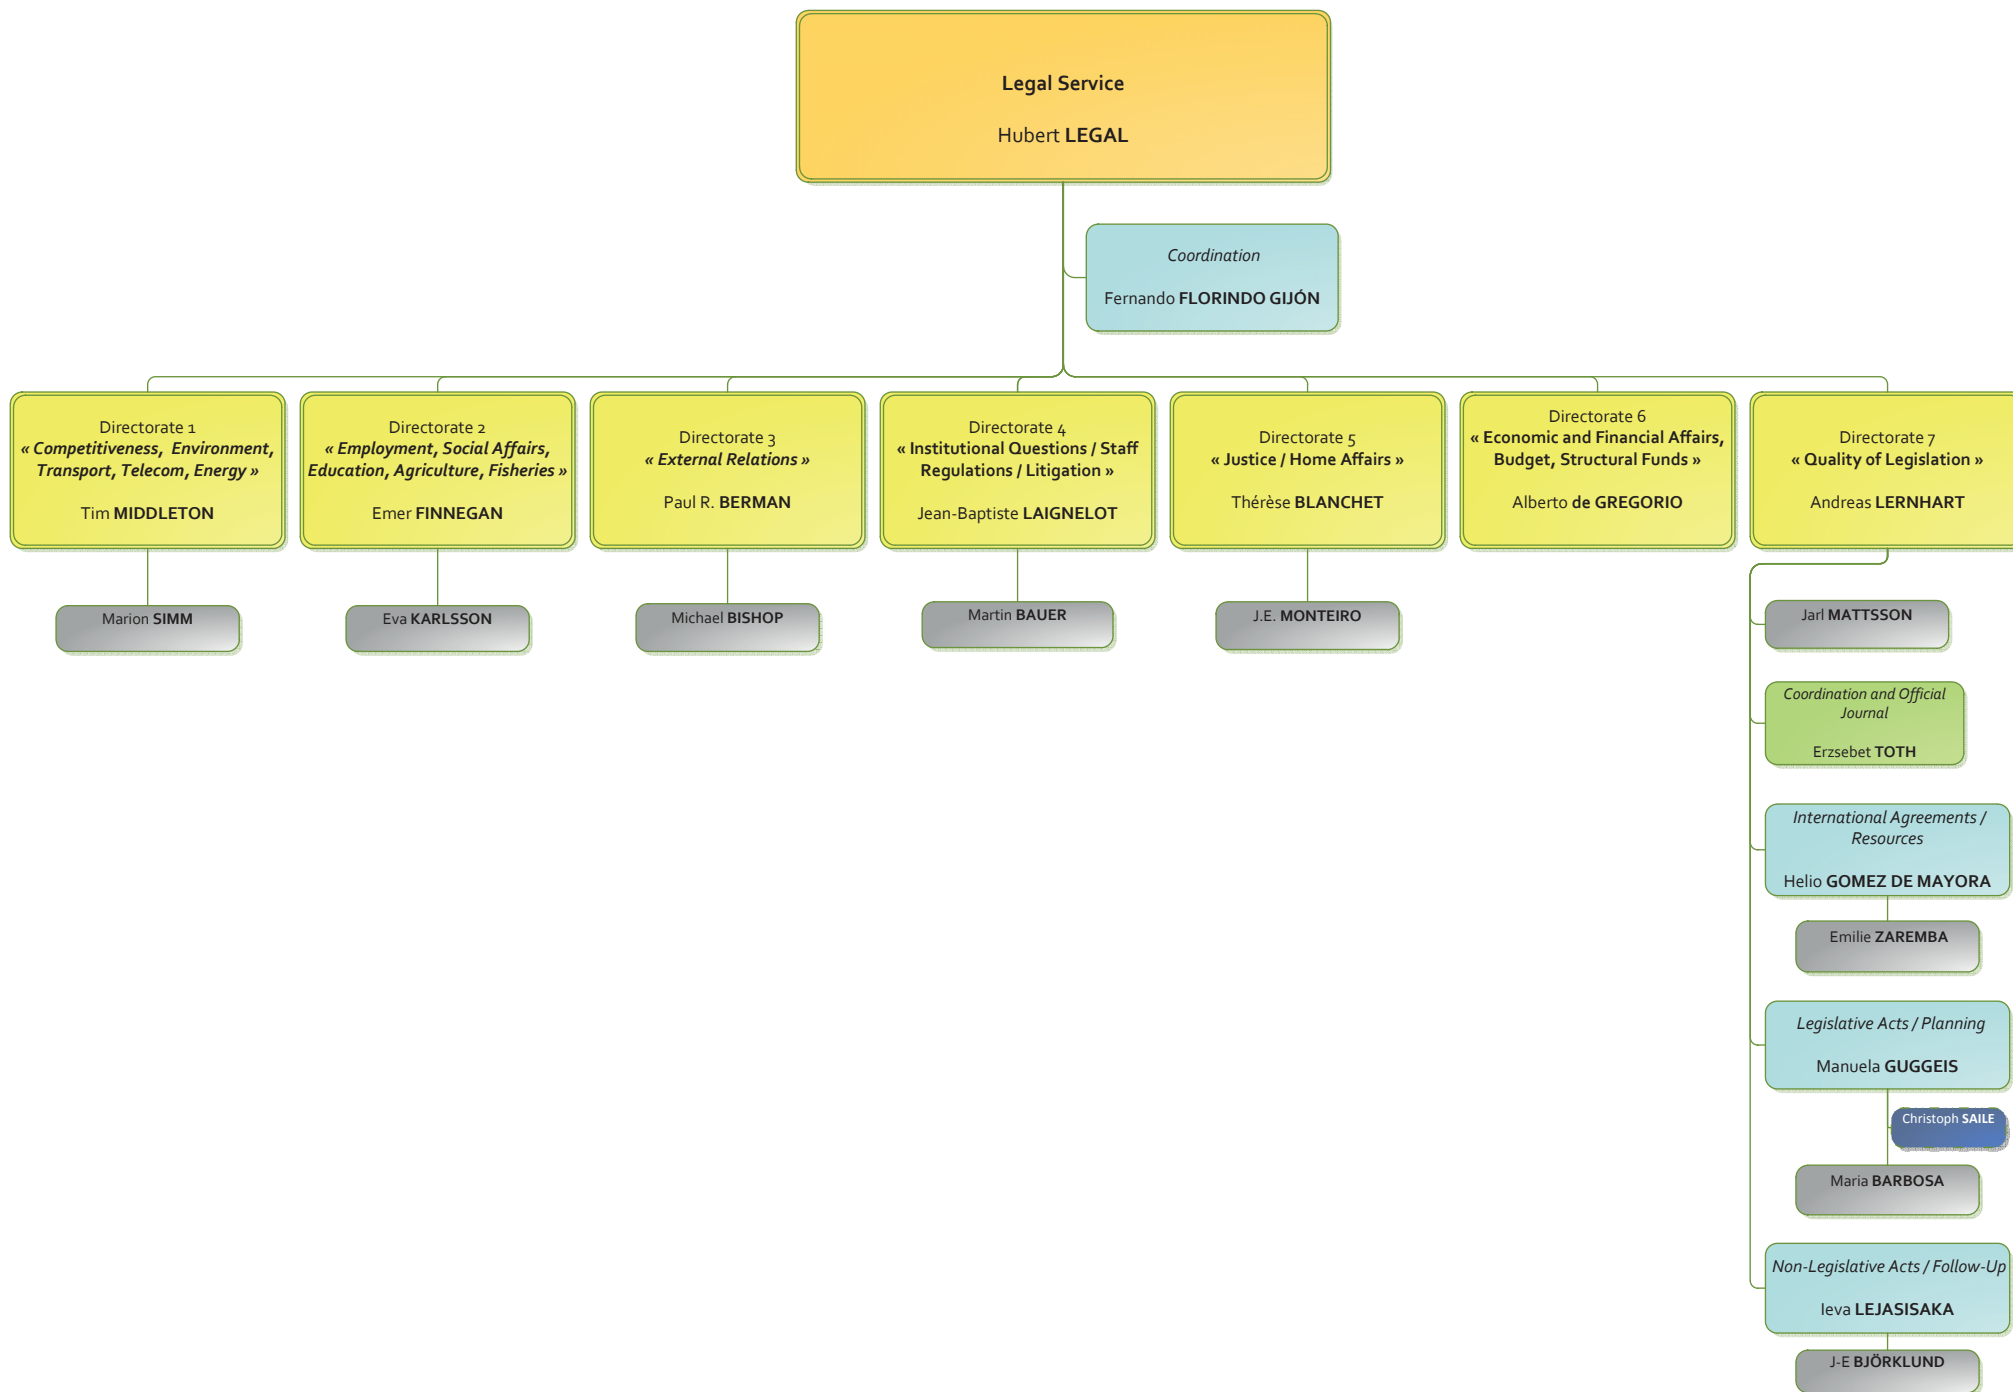 Legal Service
Hubert LEGAL
Coordination
Fernando FLORINDO GIJÓN
Directorate 1
« Competitiveness, Environment,
Transport, Telecom, Energy »
Tim MIDDLETON
Directorate 2
« Employment, Social Affairs,
Education, Agriculture, Fisheries »
Emer FINNEGAN
Directorate 3
« External Relations »
Paul R. BERMAN
Directorate 4
« Institutional Questions / Staff
Regulations / Litigation »
Jean-Baptiste LAIGNELOT
Directorate 5
« Justice / Home Affairs »
Thérèse BLANCHET
Directorate 6
« Economic and Financial Affairs,
Budget, Structural Funds »
Alberto de GREGORIO
Directorate 7
« Quality of Legislation »
Andreas LERNHART
Marion SIMM
Eva KARLSSON
Michael BISHOP
Martin BAUER
J.E. MONTEIRO
Jarl MATTSSON
Coordination and Official
Journal
Erzsebet TOTH
International Agreements /
Resources
Helio GOMEZ DE MAYORA
Emilie ZAREMBA
Legislative Acts / Planning
Manuela GUGGEIS
Christoph SAILE
Maria BARBOSA
Non-Legislative Acts / Follow-Up
Ieva LEJASISAKA
J-E BJÖRKLUND